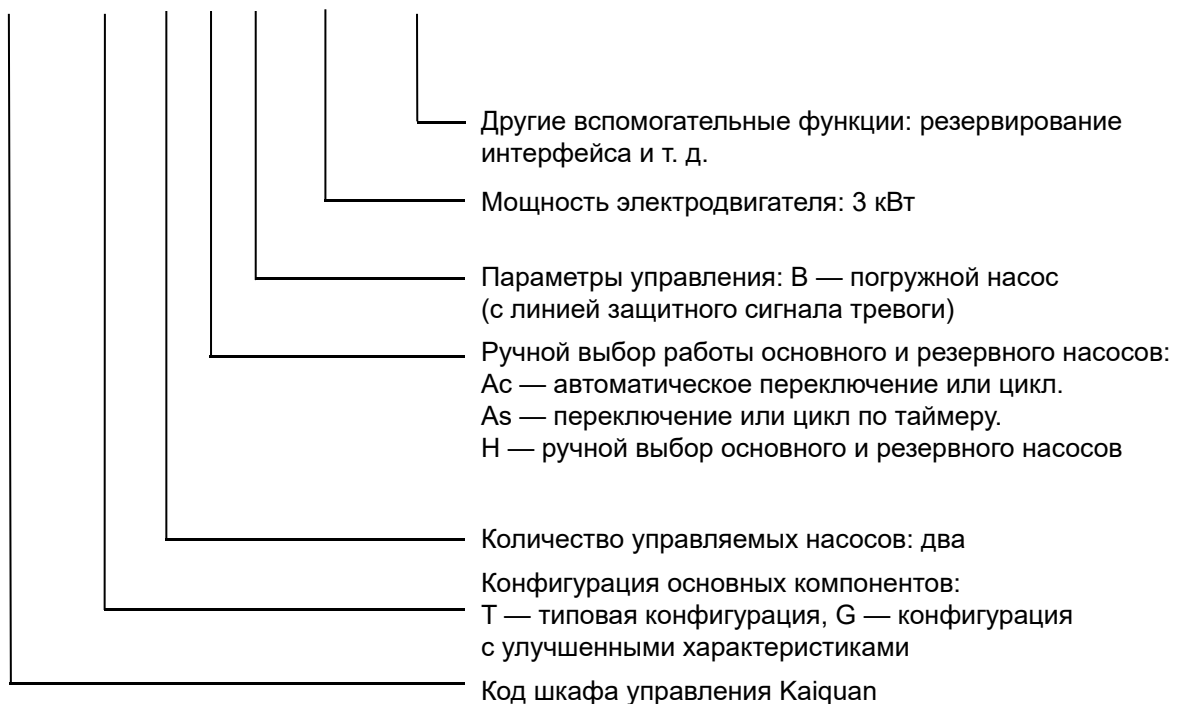 Другие вспомогательные функции: резервирование
интерфейса и т. д.
Мощность электродвигателя: 3 кВт
Параметры управления: B — погружной насос
(с линией защитного сигнала тревоги)
Ручной выбор работы основного и резервного насосов:
Ac — автоматическое переключение или цикл.
As — переключение или цикл по таймеру.
H — ручной выбор основного и резервного насосов
Количество управляемых насосов: два
Конфигурация основных компонентов:
T — типовая конфигурация, G — конфигурация
с улучшенными характеристиками
Код шкафа управления Kaiquan